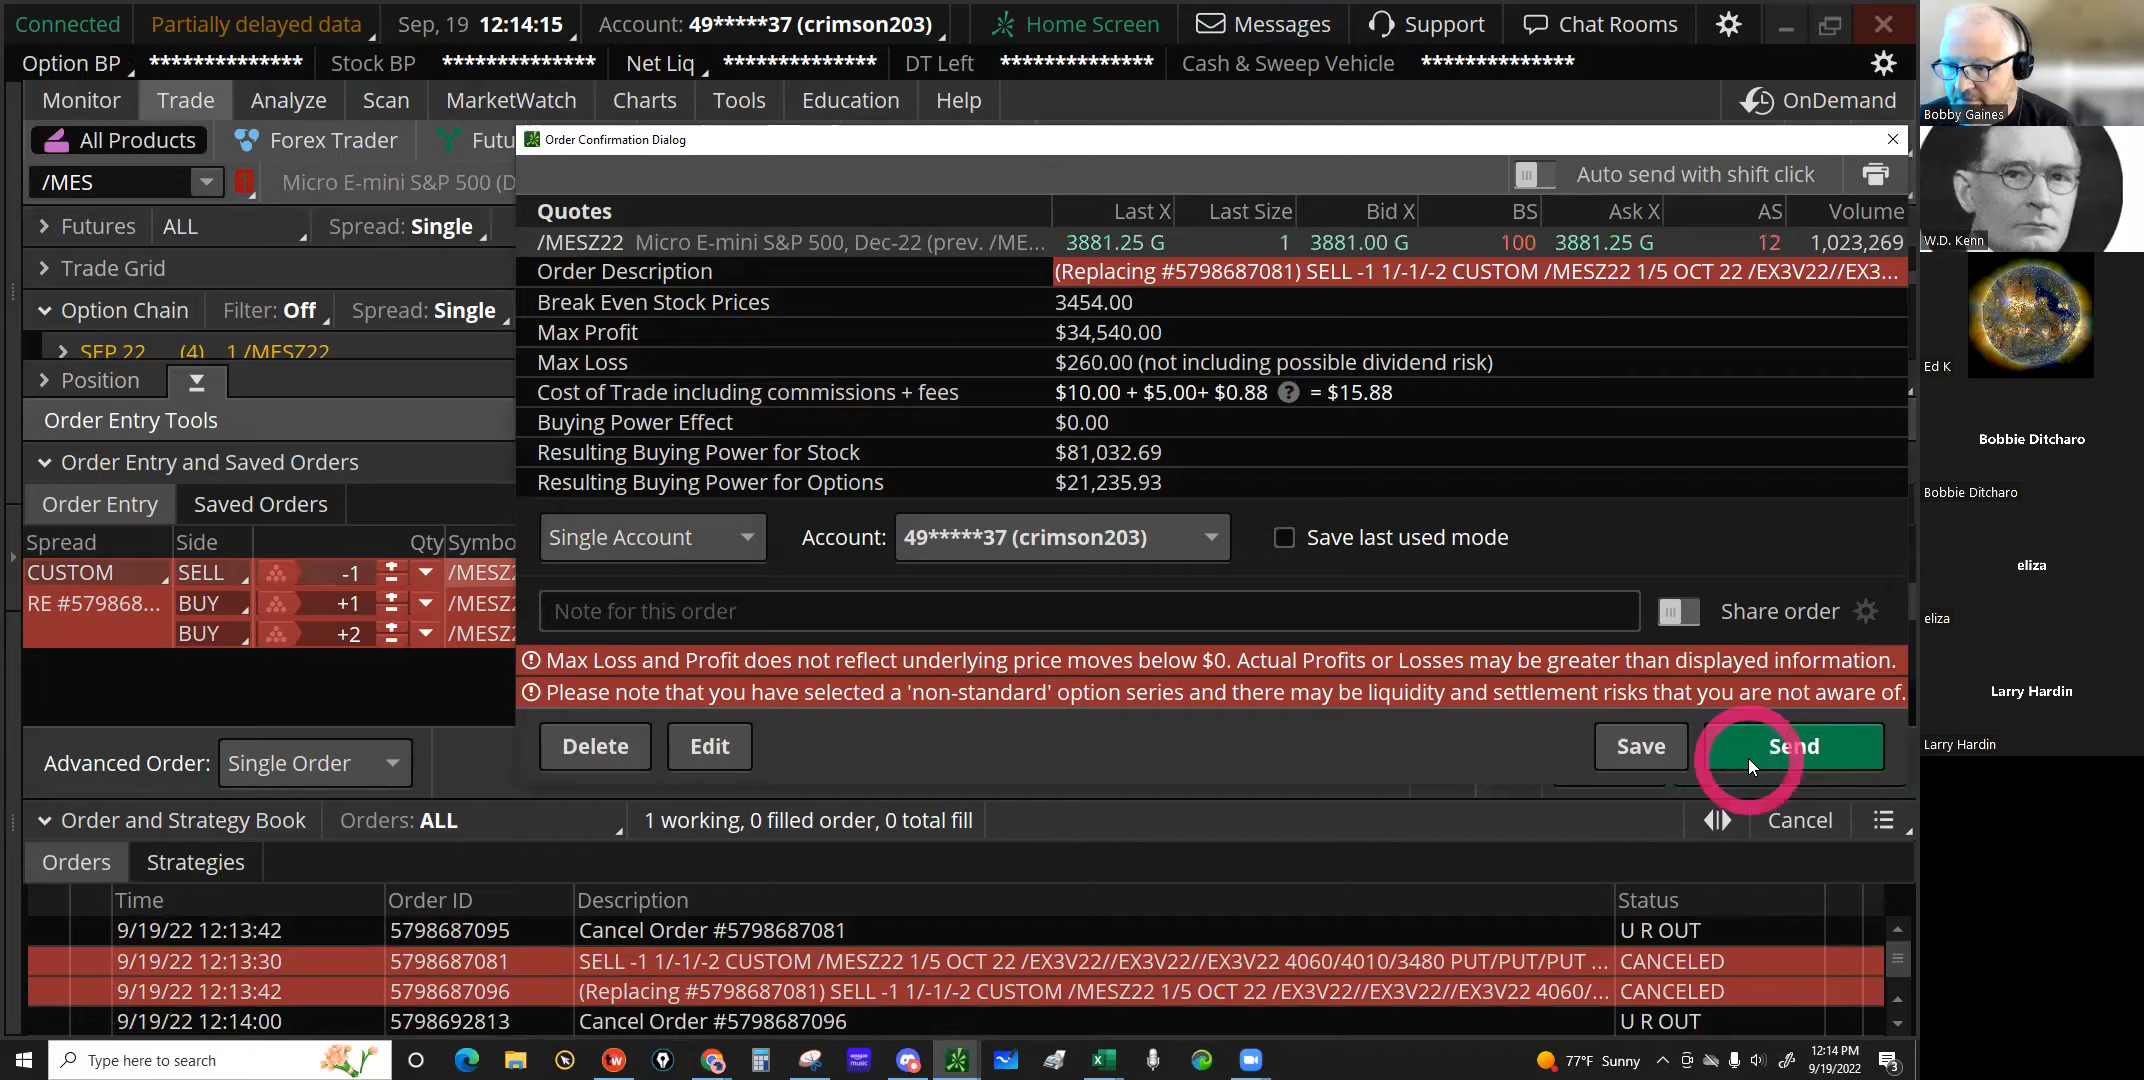 Connected Partially delayed data Sep, 19 12:14:15 Account: 49*****37 (crimson203) Home Screen Messages Support Chat Rooms
Option BP ************** Stock BP ************** Net Liq ************** DT Left ************** Cash & Sweep Vehicle **************
Monitor Trade Analyze Scan MarketWatch Charts Tools Education Help OnDemand
Bobby Gaines
All Products Forex Trader Futu
Order Confirmation Dialog
/MES 1 Micro E-mini S&P 500 (D
Auto send with shift click
Quotes Last X Last Size Bid X BS Ask X AS Volume
Futures ALL Spread: Single
/MESZ22 Micro E-mini S&P 500, Dec-22 (prev. /ME... 3881.25 G 1 3881.00 G 100 3881.25 G 12 1,023,269
W.D. Kenn
Trade Grid
Order Description (Replacing #5798687081) SELL -1 1/-1/-2 CUSTOM /MESZ22 1/5 OCT 22 /EX3V22//EX3...
Break Even Stock Prices 3454.00
Option Chain Filter: Off Spread: Single
Max Profit $34,540.00
SEP 22 (4) 1 /MESZ22
Max Loss $260.00 (not including possible dividend risk)
Ed K
Position
Cost of Trade including commissions + fees $10.00 + $5.00+ $0.88 ? = $15.88
Order Entry Tools
Buying Power Effect $0.00
Resulting Buying Power for Stock $81,032.69
Bobbie Ditcharo
Order Entry and Saved Orders
Resulting Buying Power for Options $21,235.93
Bobbie Ditcharo
Order Entry Saved Orders
Single Account Account: 49*****37 (crimson203) Save last used mode
Spread Side Qty Symbo
eliza
CUSTOM SELL -1 /MESZ2
RE #579868... BUY +1 /MESZ2
Note for this order Share order
eliza
BUY +2 /MESZ2
Max Loss and Profit does not reflect underlying price moves below $0. Actual Profits or Losses may be greater than displayed information.
Please note that you have selected a 'non-standard' option series and there may be liquidity and settlement risks that you are not aware of.
Larry Hardin
Delete Edit Save Send
Larry Hardin
Advanced Order: Single Order
Order and Strategy Book Orders: ALL 1 working, 0 filled order, 0 total fill Cancel
Orders Strategies
Time Order ID Description Status
9/19/22 12:13:42 5798687095 Cancel Order #5798687081 U R OUT
9/19/22 12:13:30 5798687081 SELL -1 1/-1/-2 CUSTOM /MESZ22 1/5 OCT 22 /EX3V22//EX3V22//EX3V22 4060/4010/3480 PUT/PUT/PUT ... CANCELED
9/19/22 12:13:42 5798687096 (Replacing #5798687081) SELL -1 1/-1/-2 CUSTOM /MESZ22 1/5 OCT 22 /EX3V22//EX3V22//EX3V22 4060/... CANCELED
9/19/22 12:14:00 5798692813 Cancel Order #5798687096 U R OUT
Type here to search
77°F Sunny
12:14 PM
9/19/2022
3